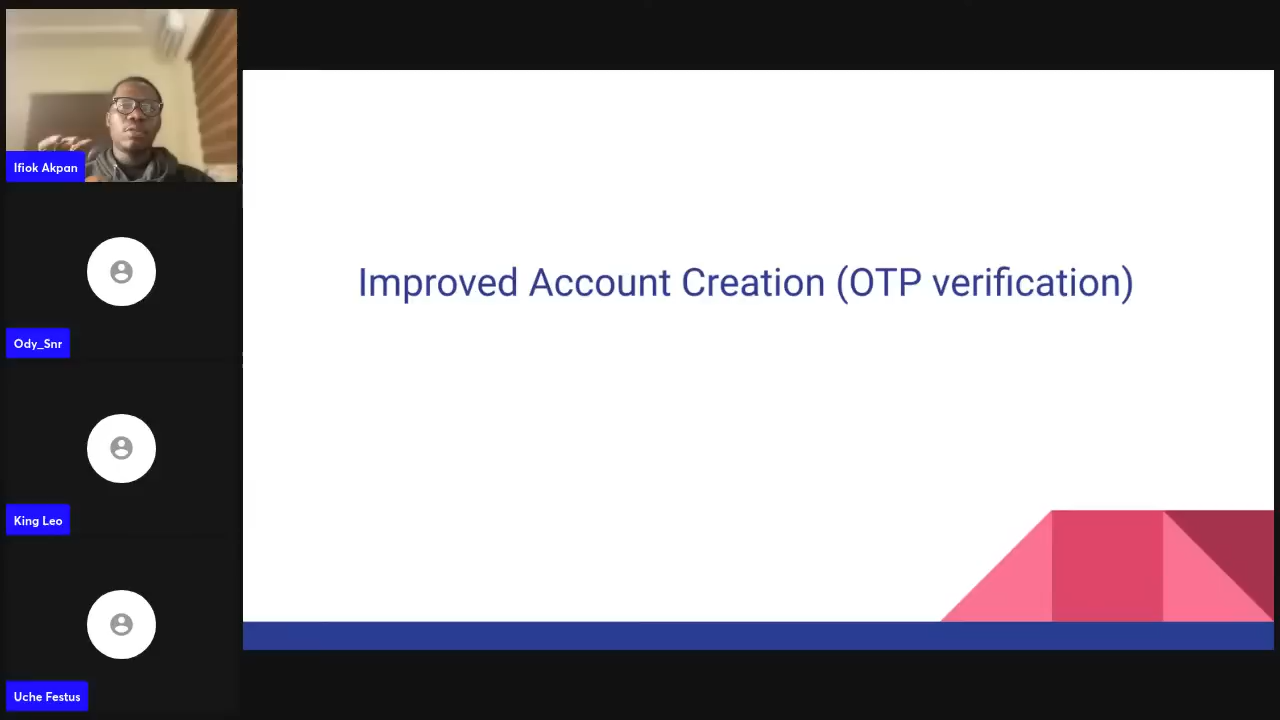 Ifiok Akpan
Improved Account Creation (OTP verification)
Ody_Snr
King Leo
Uche Festus